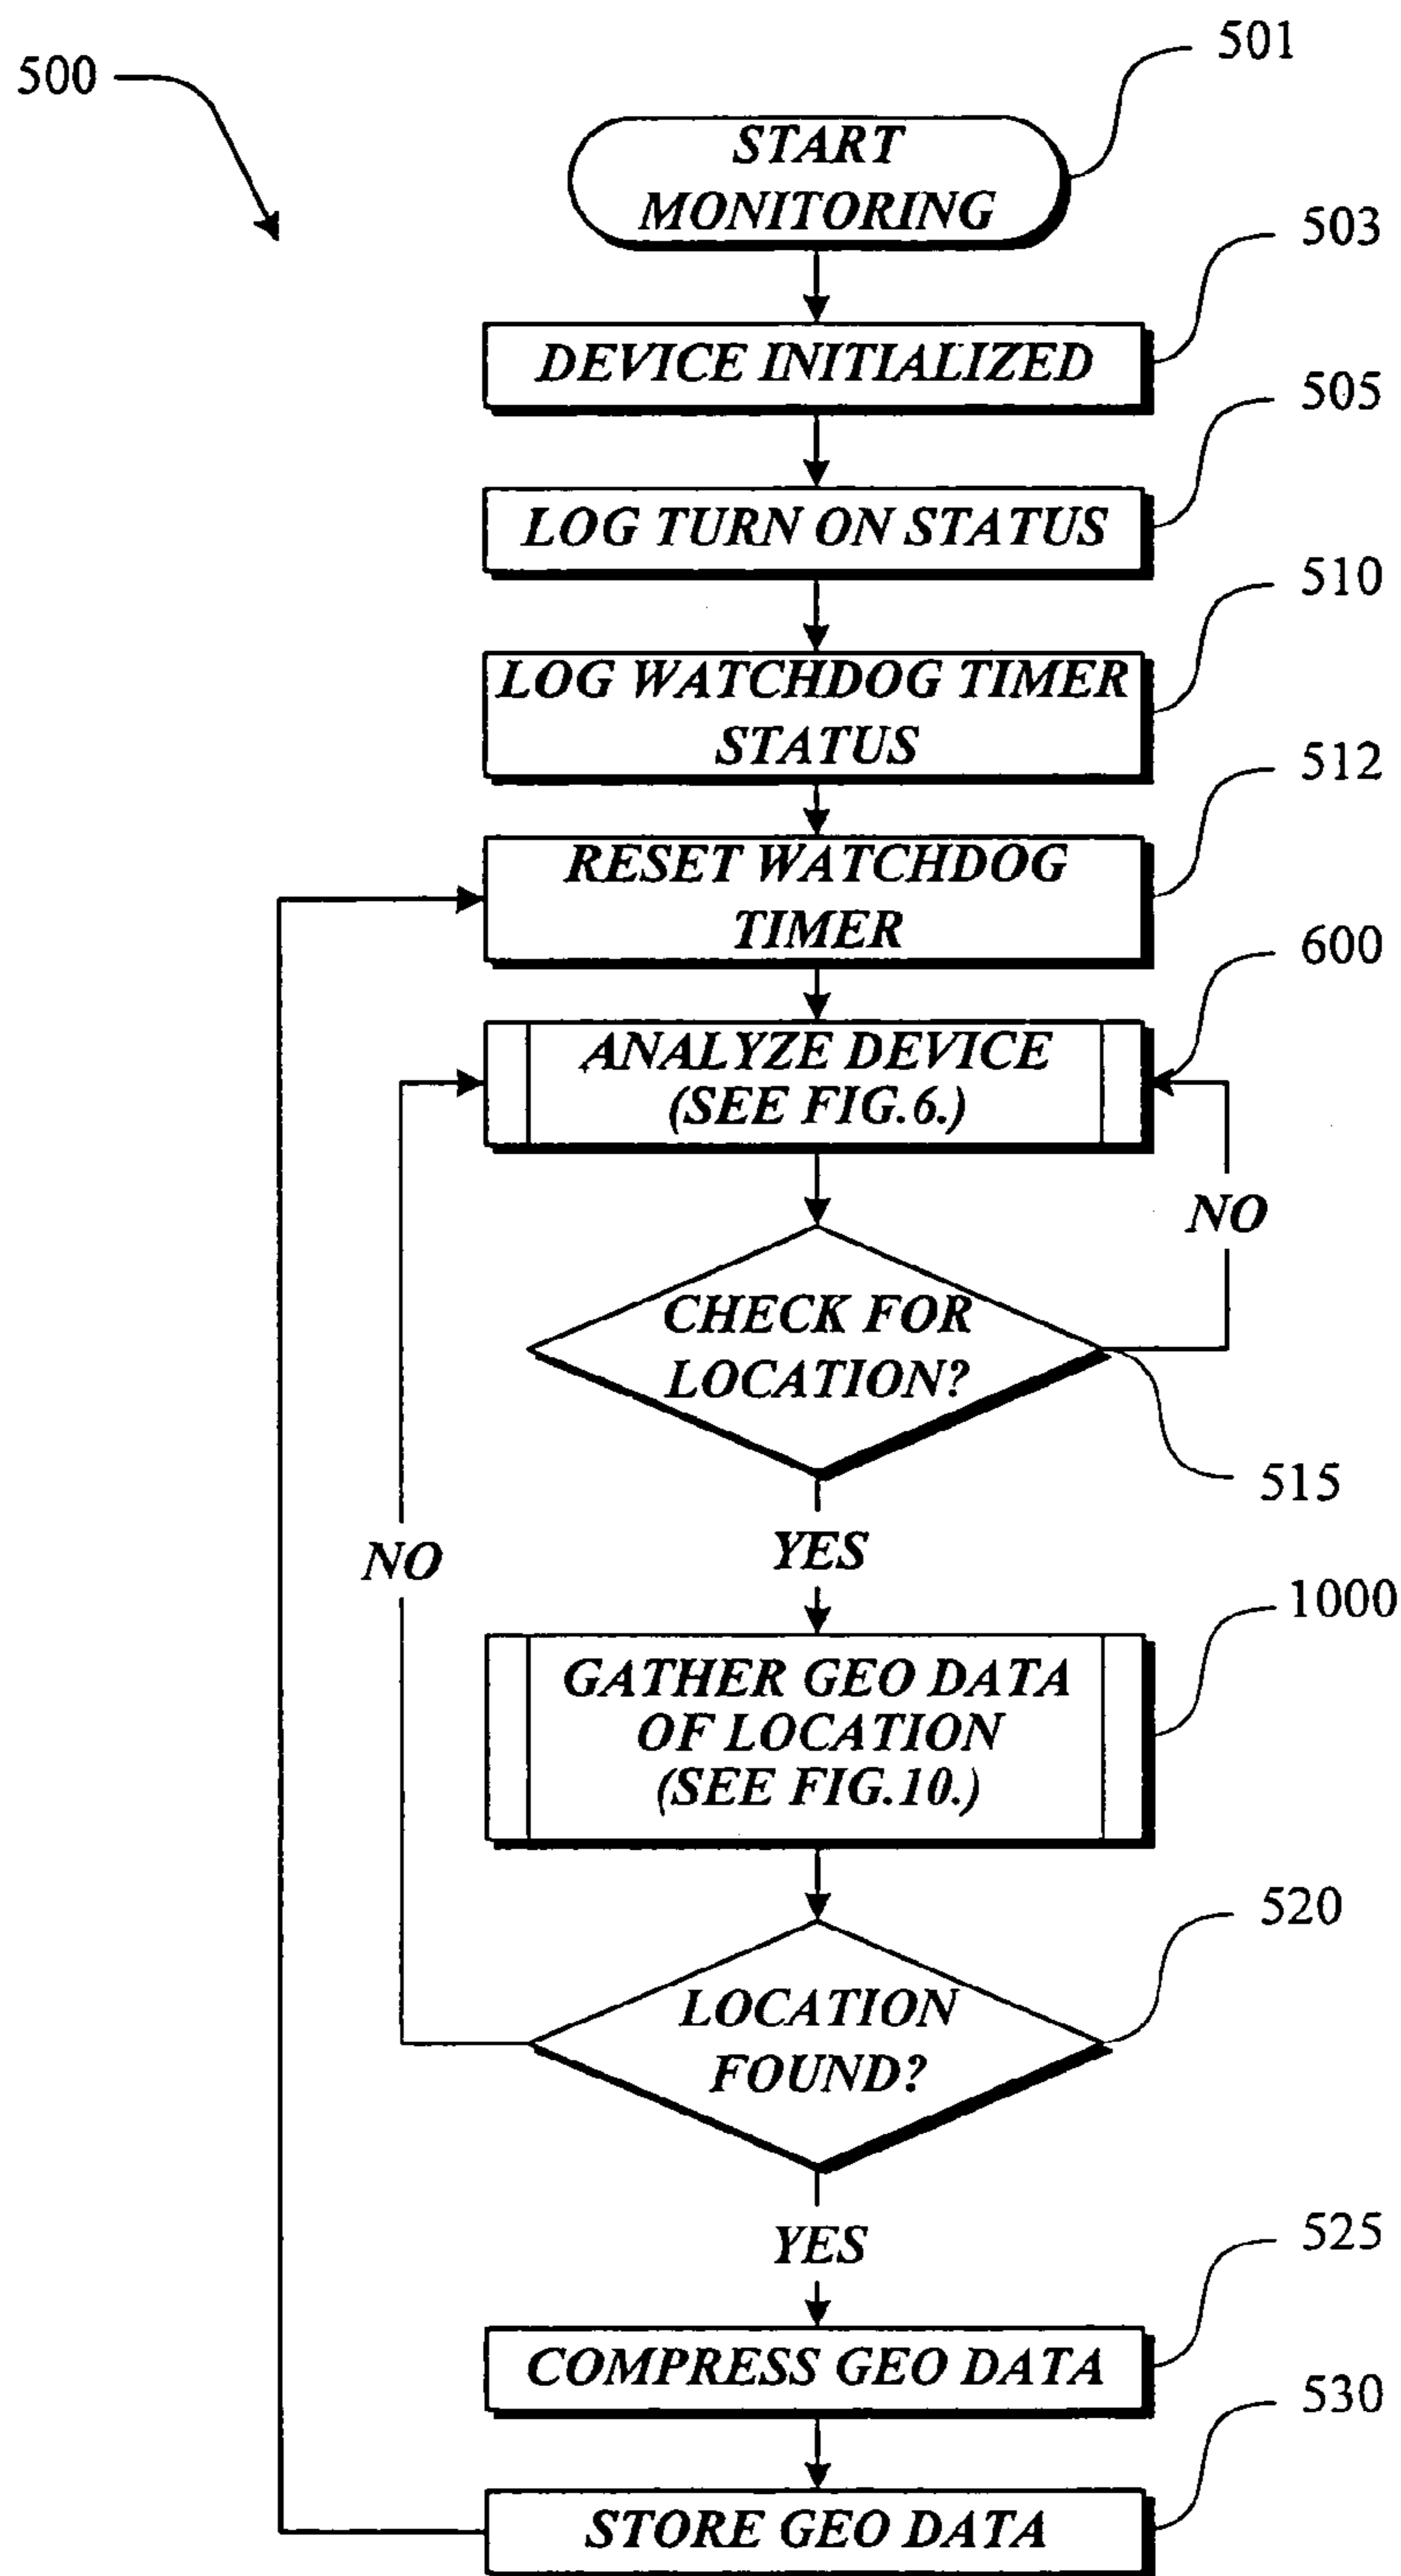 500
501
START
MONITORING
503
DEVICE INITIALIZED
505
LOG TURN ON STATUS
510
LOG WATCHDOG TIMER
STATUS
512
RESET WATCHDOG
TIMER
600
ANALYZE DEVICE
(SEE FIG.6.)
NO
CHECK FOR
LOCATION?
515
NO
YES
1000
GATHER GEO DATA
OF LOCATION
(SEE FIG.10.)
520
LOCATION
FOUND?
YES
525
COMPRESS GEO DATA
530
STORE GEO DATA